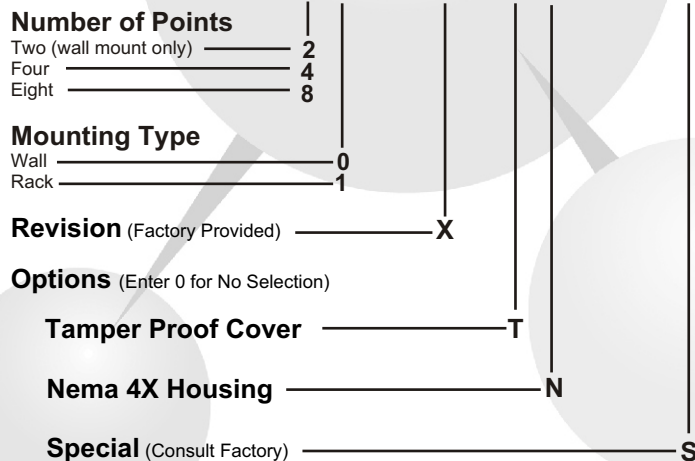 Number of Points
Two (wall mount only) 2
Four 4
Eight 8
Mounting Type
Wall 0
Rack 1
Revision (Factory Provided) X
Options (Enter 0 for No Selection)
Tamper Proof Cover T
Nema 4X Housing N
Special (Consult Factory) S